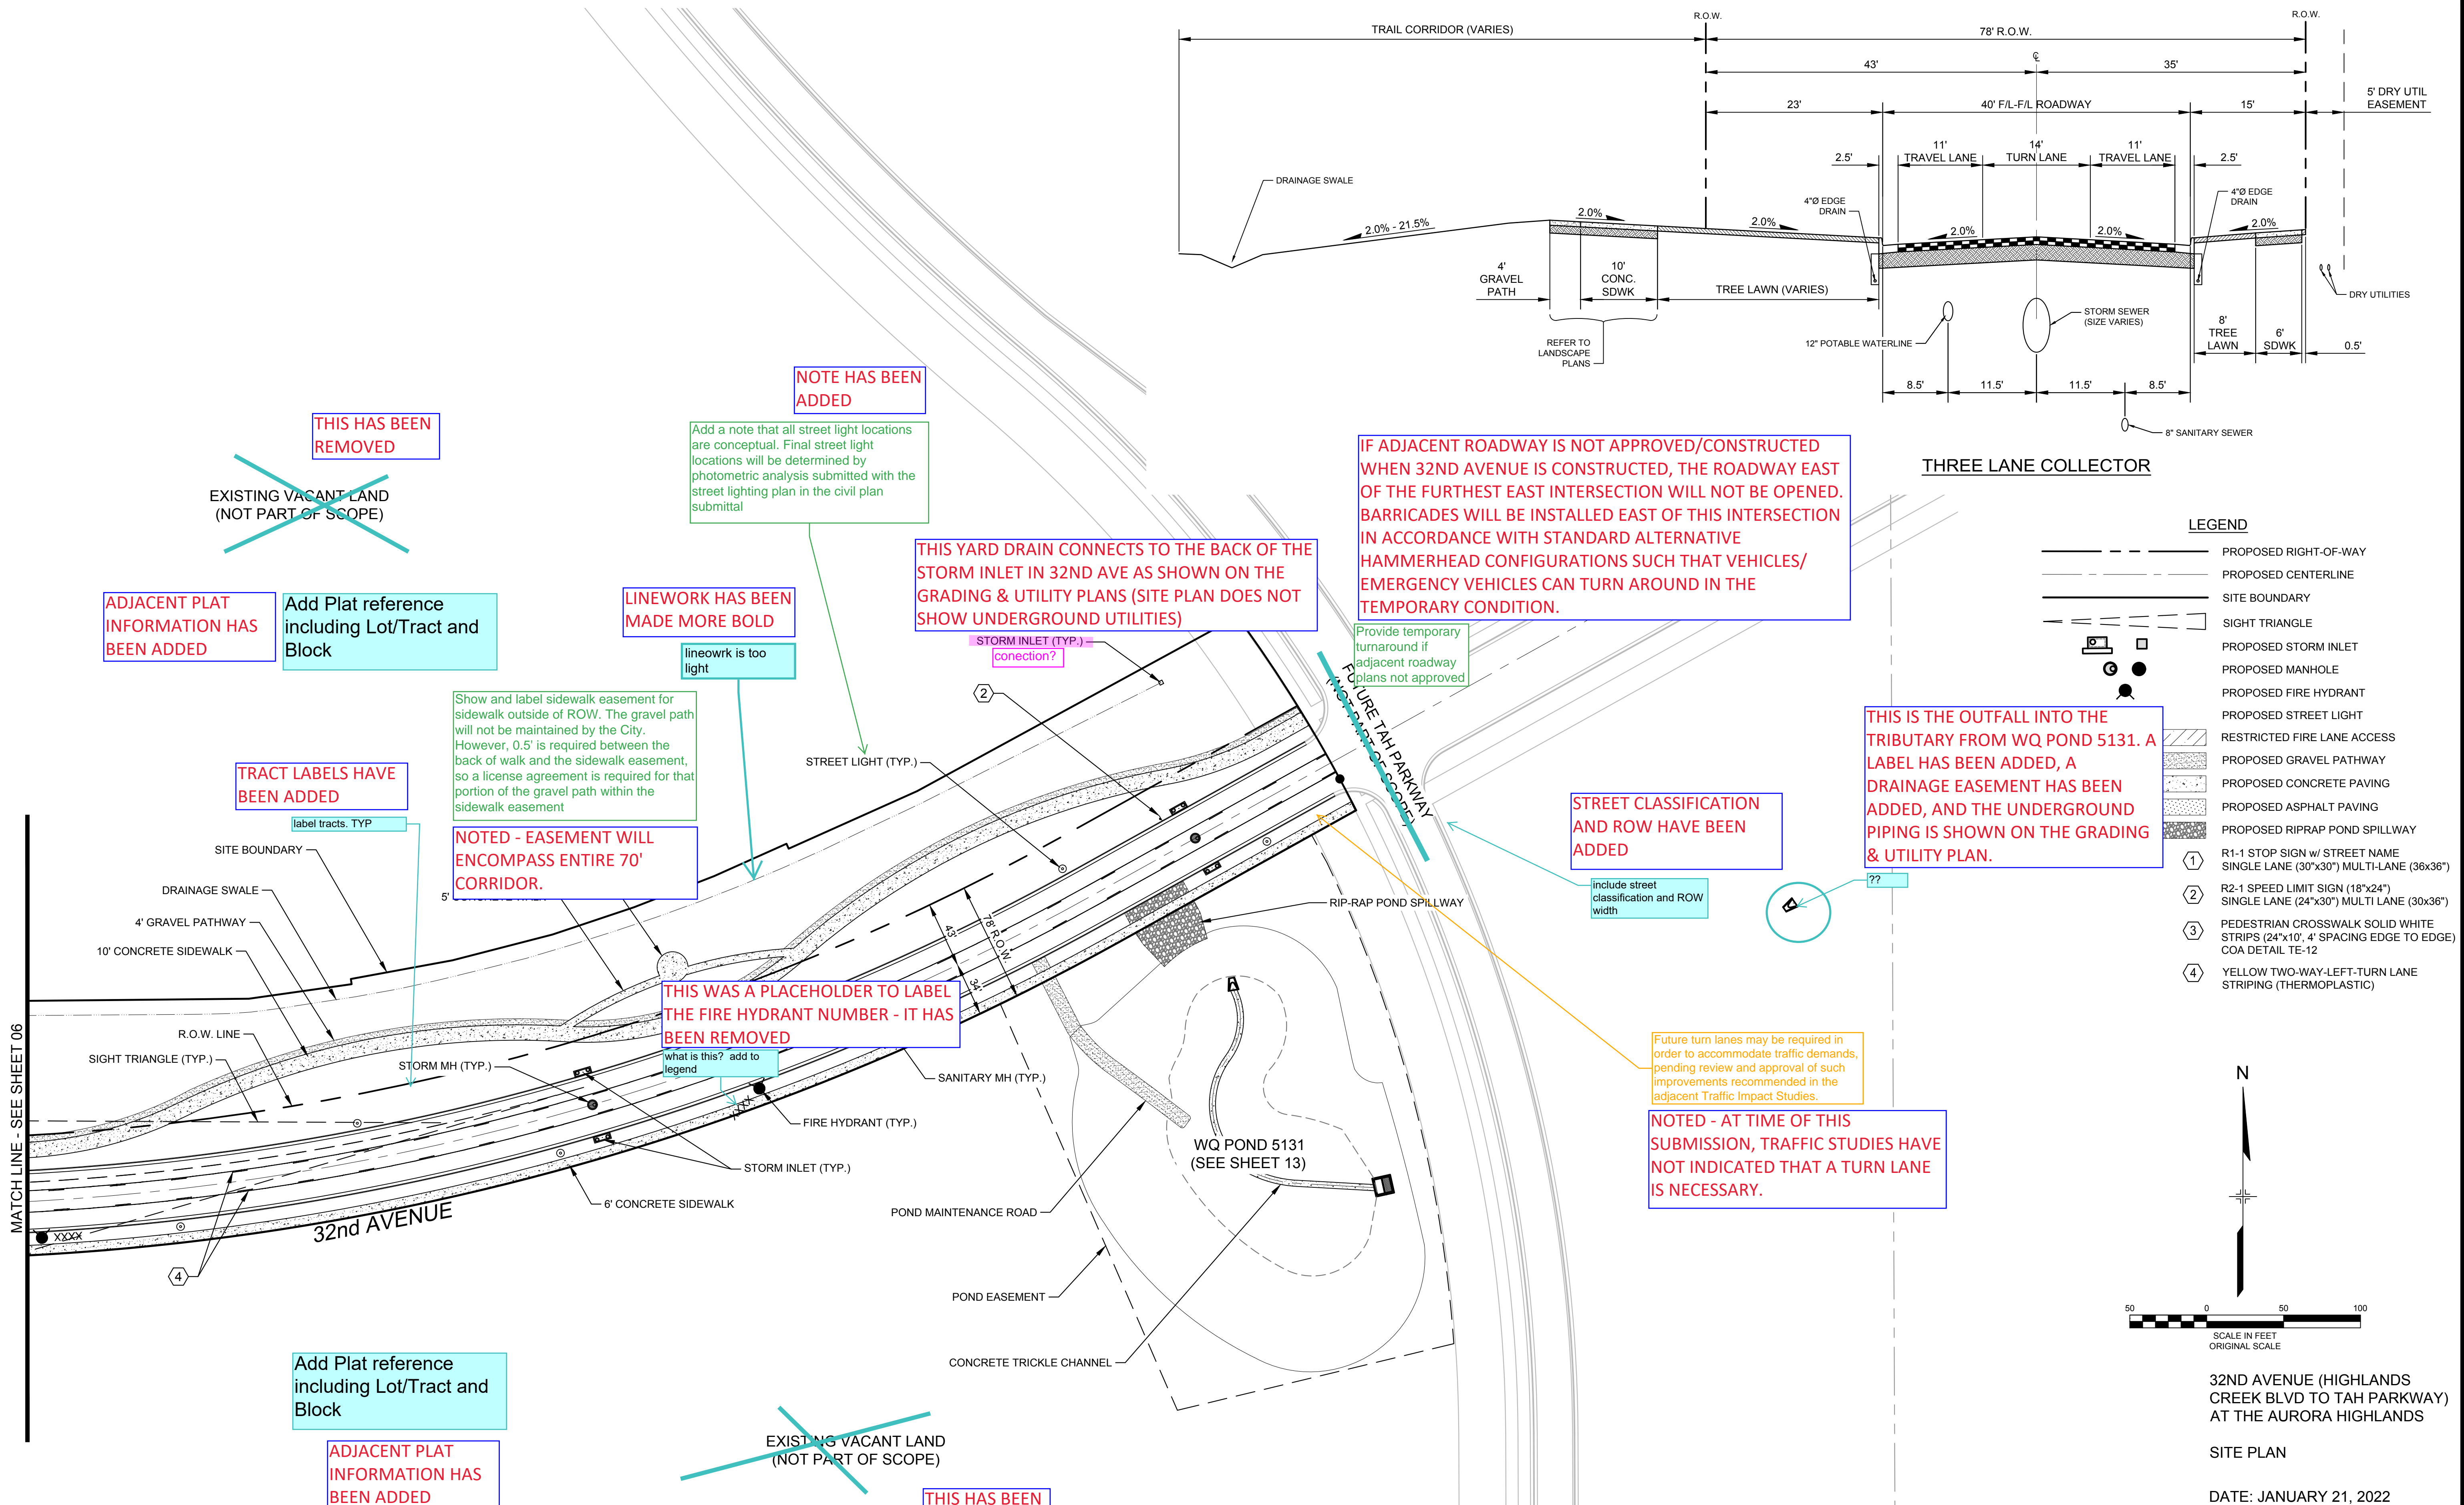 R.O.W.
R.O.W.
TRAIL CORRIDOR (VARIES)
78' R.O.W.
43'
35'
23'
40' F/L-F/L ROADWAY
15'
5' DRY UTIL
EASEMENT
2.5'
11'
TRAVEL LANE
14'
TURN LANE
11'
TRAVEL LANE
2.5'
DRAINAGE SWALE
4"Ø EDGE
DRAIN
4"Ø EDGE
DRAIN
2.0% - 21.5%
2.0%
2.0%
2.0%
2.0%
2.0%
4'
GRAVEL
PATH
10'
CONC.
SDWK
TREE LAWN (VARIES)
REFER TO
LANDSCAPE
PLANS
12" POTABLE WATERLINE
STORM SEWER
(SIZE VARIES)
8'
TREE
LAWN
6'
SDWK
0.5'
DRY UTILITIES
8.5'
11.5'
11.5'
8.5'
8" SANITARY SEWER
THREE LANE COLLECTOR
THIS HAS BEEN
REMOVED
EXISTING VACANT LAND
(NOT PART OF SCOPE)
NOTE HAS BEEN
ADDED
Add a note that all street light locations
are conceptual. Final street light
locations will be determined by
photometric analysis submitted with the
street lighting plan in the civil plan
submittal
IF ADJACENT ROADWAY IS NOT APPROVED/CONSTRUCTED
WHEN 32ND AVENUE IS CONSTRUCTED, THE ROADWAY EAST
OF THE FURTHEST EAST INTERSECTION WILL NOT BE OPENED.
BARRICADES WILL BE INSTALLED EAST OF THIS INTERSECTION
IN ACCORDANCE WITH STANDARD ALTERNATIVE
HAMMERHEAD CONFIGURATIONS SUCH THAT VEHICLES/
EMERGENCY VEHICLES CAN TURN AROUND IN THE
TEMPORARY CONDITION.
Provide temporary
turnaround if
adjacent roadway
plans not approved
THIS YARD DRAIN CONNECTS TO THE BACK OF THE
STORM INLET IN 32ND AVE AS SHOWN ON THE
GRADING & UTILITY PLANS (SITE PLAN DOES NOT
SHOW UNDERGROUND UTILITIES)
STORM INLET (TYP.)
conection?
ADJACENT PLAT
INFORMATION HAS
BEEN ADDED
Add Plat reference
including Lot/Tract and
Block
LINEWORK HAS BEEN
MADE MORE BOLD
lineowrk is too
light
2
Show and label sidewalk easement for
sidewalk outside of ROW. The gravel path
will not be maintained by the City.
However, 0.5' is required between the
back of walk and the sidewalk easement,
so a license agreement is required for that
portion of the gravel path within the
sidewalk easement
NOTED - EASEMENT WILL
ENCOMPASS ENTIRE 70'
CORRIDOR.
STREET LIGHT (TYP.)
TRACT LABELS HAVE
BEEN ADDED
label tracts. TYP
SITE BOUNDARY
DRAINAGE SWALE
5' CONCRETE WALK
4' GRAVEL PATHWAY
10' CONCRETE SIDEWALK
R.O.W. LINE
SIGHT TRIANGLE (TYP.)
STORM MH (TYP.)
FUTURE TAH PARKWAY
(NOT PART OF SCOPE)
43'
78' R.O.W.
34'
THIS WAS A PLACEHOLDER TO LABEL
THE FIRE HYDRANT NUMBER - IT HAS
BEEN REMOVED
what is this? add to
legend
XXXX
SANITARY MH (TYP.)
FIRE HYDRANT (TYP.)
STORM INLET (TYP.)
6' CONCRETE SIDEWALK
32nd AVENUE
MATCH LINE - SEE SHEET 06
XXXX
4
RIP-RAP POND SPILLWAY
WQ POND 5131
(SEE SHEET 13)
POND MAINTENANCE ROAD
POND EASEMENT
CONCRETE TRICKLE CHANNEL
STREET CLASSIFICATION
AND ROW HAVE BEEN
ADDED
include street
classification and ROW
width
THIS IS THE OUTFALL INTO THE
TRIBUTARY FROM WQ POND 5131. A
LABEL HAS BEEN ADDED, A
DRAINAGE EASEMENT HAS BEEN
ADDED, AND THE UNDERGROUND
PIPING IS SHOWN ON THE GRADING
& UTILITY PLAN.
??
Future turn lanes may be required in
order to accommodate traffic demands,
pending review and approval of such
improvements recommended in the
adjacent Traffic Impact Studies.
NOTED - AT TIME OF THIS
SUBMISSION, TRAFFIC STUDIES HAVE
NOT INDICATED THAT A TURN LANE
IS NECESSARY.
LEGEND
PROPOSED RIGHT-OF-WAY
PROPOSED CENTERLINE
SITE BOUNDARY
SIGHT TRIANGLE
PROPOSED STORM INLET
PROPOSED MANHOLE
PROPOSED FIRE HYDRANT
PROPOSED STREET LIGHT
RESTRICTED FIRE LANE ACCESS
PROPOSED GRAVEL PATHWAY
PROPOSED CONCRETE PAVING
PROPOSED ASPHALT PAVING
PROPOSED RIPRAP POND SPILLWAY
1 R1-1 STOP SIGN w/ STREET NAME
SINGLE LANE (30"x30") MULTI-LANE (36x36")
2 R2-1 SPEED LIMIT SIGN (18"x24")
SINGLE LANE (24"x30") MULTI LANE (30x36")
3 PEDESTRIAN CROSSWALK SOLID WHITE
STRIPS (24"x10', 4' SPACING EDGE TO EDGE)
COA DETAIL TE-12
4 YELLOW TWO-WAY-LEFT-TURN LANE
STRIPING (THERMOPLASTIC)
N
50 0 50 100
SCALE IN FEET
ORIGINAL SCALE
Add Plat reference
including Lot/Tract and
Block
ADJACENT PLAT
INFORMATION HAS
BEEN ADDED
EXISTING VACANT LAND
(NOT PART OF SCOPE)
THIS HAS BEEN
32ND AVENUE (HIGHLANDS
CREEK BLVD TO TAH PARKWAY)
AT THE AURORA HIGHLANDS
SITE PLAN
DATE: JANUARY 21, 2022